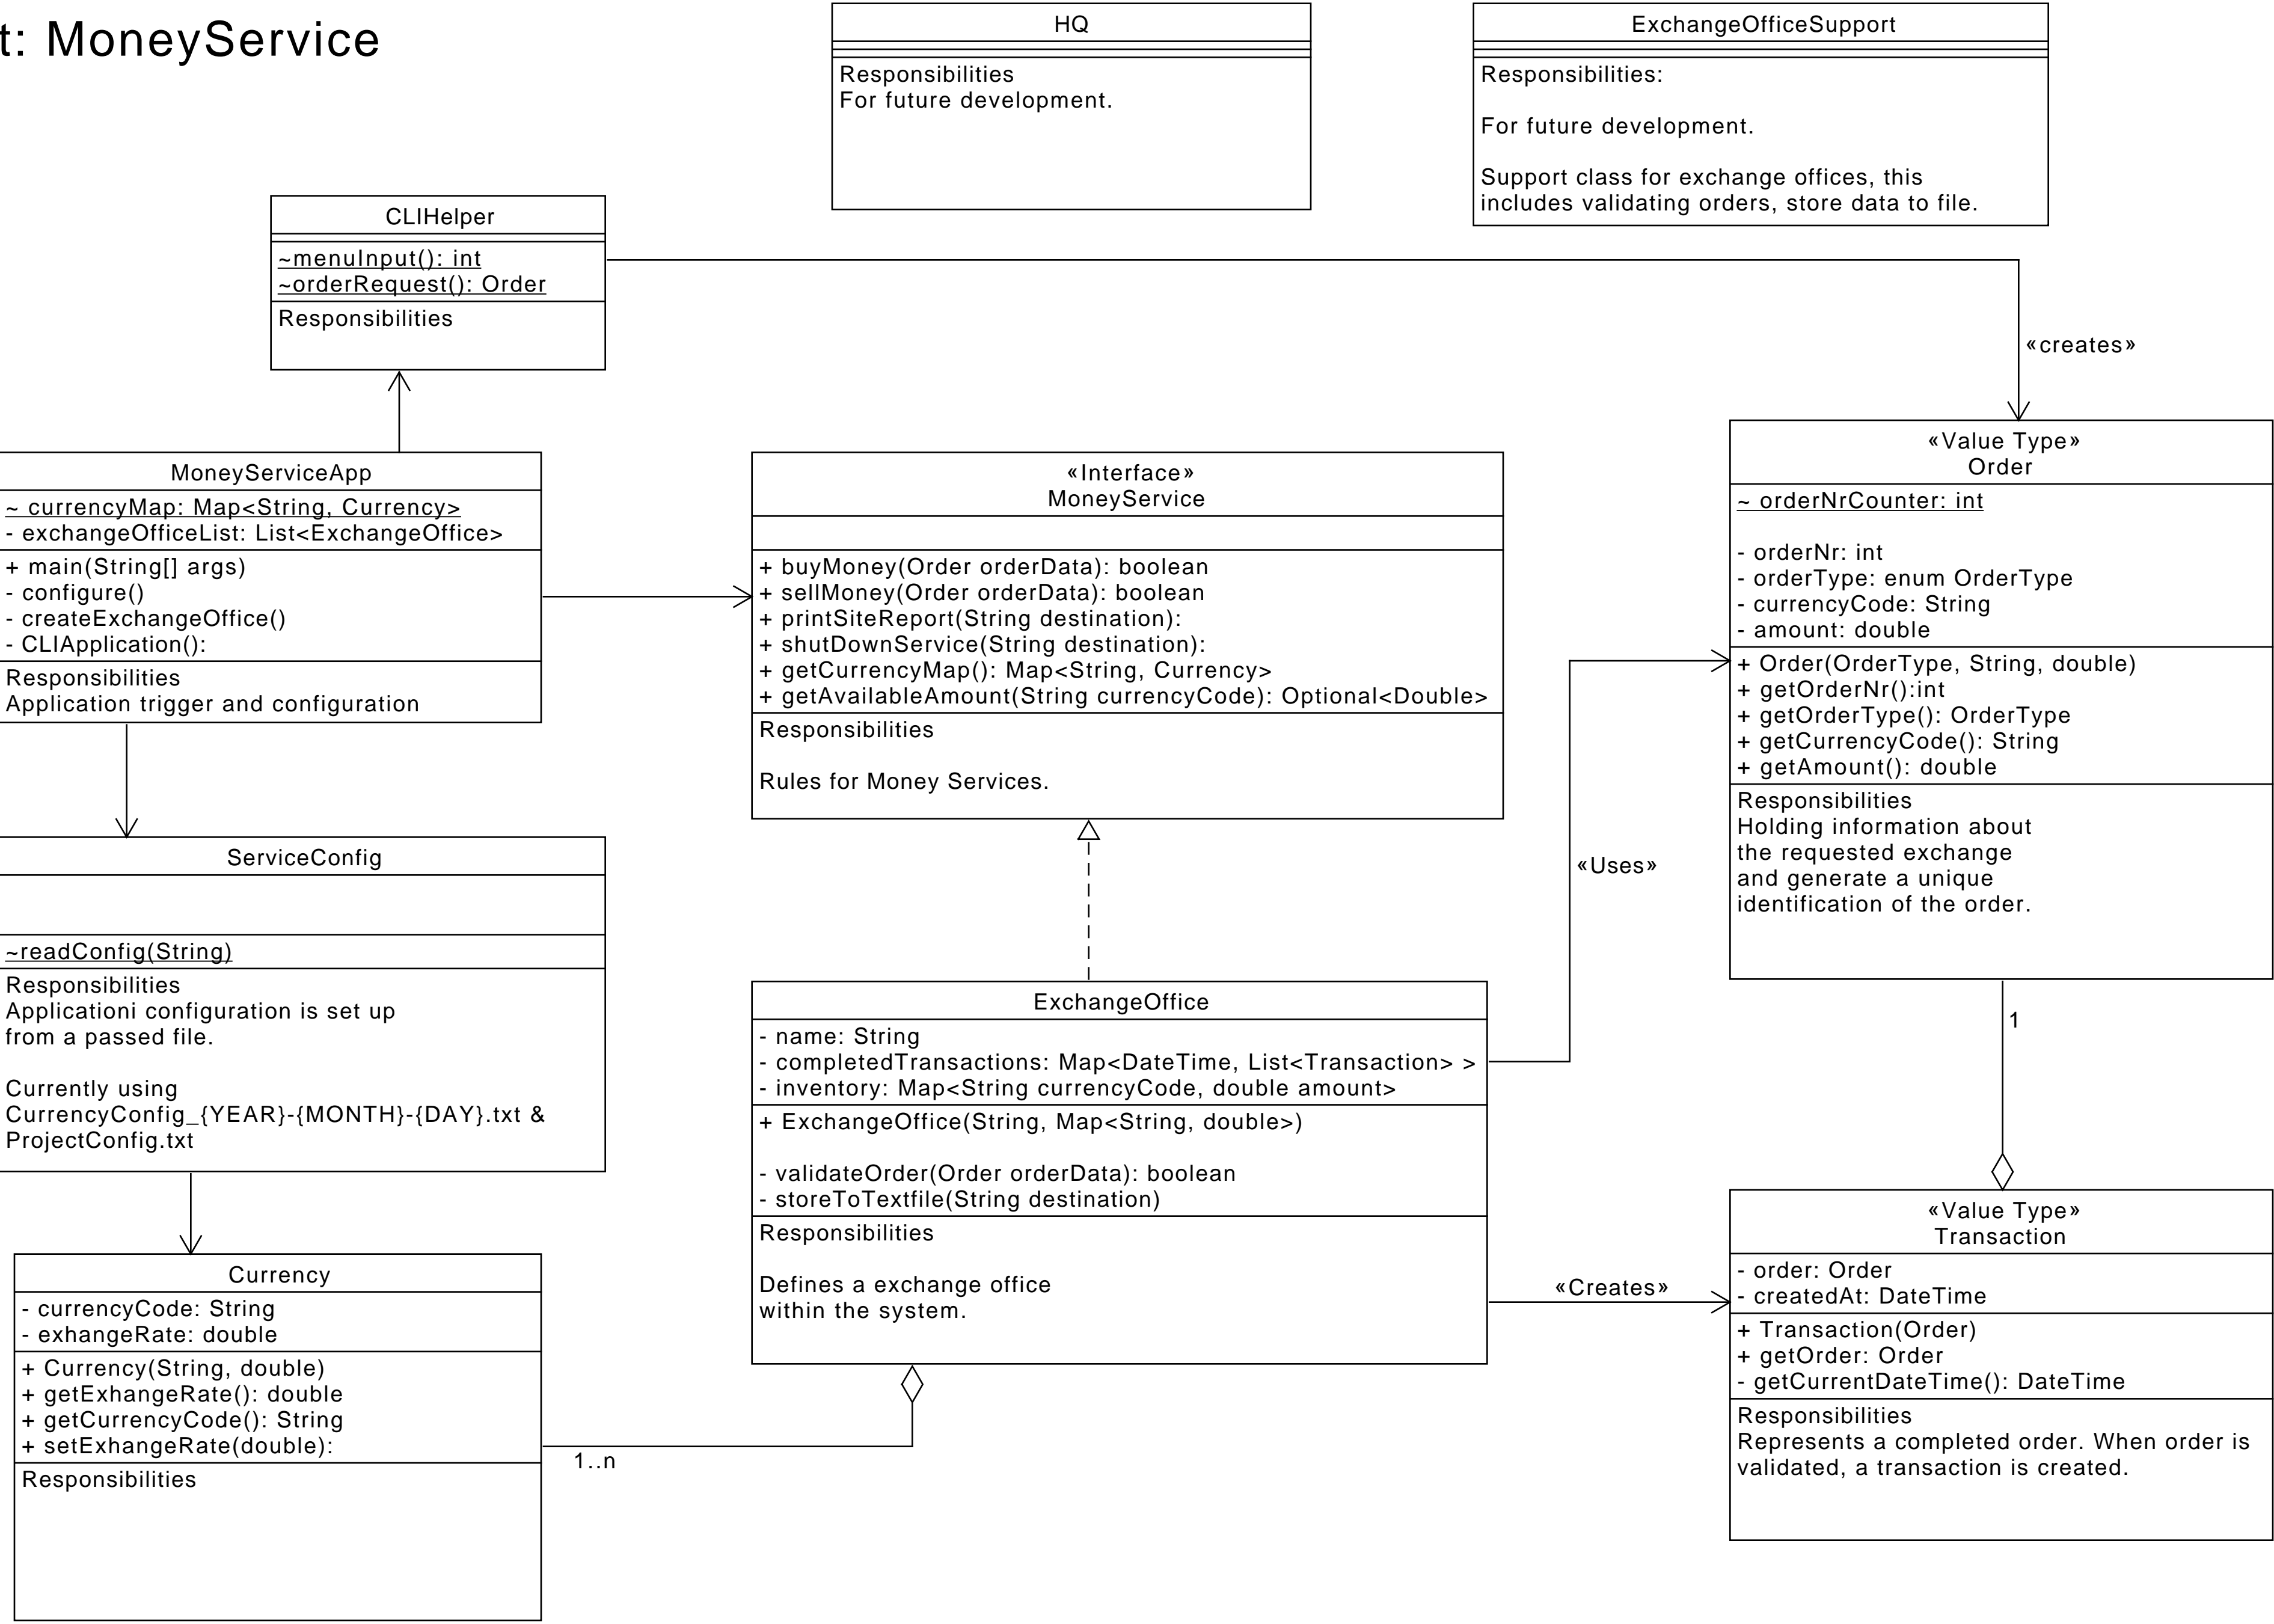 t: MoneyService
HQ
Responsibilities
For future development.
ExchangeOfficeSupport
Responsibilities:
For future development.
Support class for exchange offices, this
includes validating orders, store data to file.
CLIHelper
~menuInput(): int
~orderRequest(): Order
Responsibilities
«creates»
MoneyServiceApp
~ currencyMap: Map<String, Currency>
- exchangeOfficeList: List<ExchangeOffice>
+ main(String[] args)
- configure()
- createExchangeOffice()
- CLIApplication():
Responsibilities
Application trigger and configuration
«Interface»
MoneyService
+ buyMoney(Order orderData): boolean
+ sellMoney(Order orderData): boolean
+ printSiteReport(String destination):
+ shutDownService(String destination):
+ getCurrencyMap(): Map<String, Currency>
+ getAvailableAmount(String currencyCode): Optional<Double>
Responsibilities
Rules for Money Services.
«Value Type»
Order
~ orderNrCounter: int
- orderNr: int
- orderType: enum OrderType
- currencyCode: String
- amount: double
+ Order(OrderType, String, double)
+ getOrderNr():int
+ getOrderType(): OrderType
+ getCurrencyCode(): String
+ getAmount(): double
Responsibilities
Holding information about
the requested exchange
and generate a unique
identification of the order.
«Uses»
ServiceConfig
~readConfig(String)
Responsibilities
Applicationi configuration is set up
from a passed file.
Currently using
CurrencyConfig_{YEAR}-{MONTH}-{DAY}.txt &
ProjectConfig.txt
ExchangeOffice
- name: String
- completedTransactions: Map<DateTime, List<Transaction> >
- inventory: Map<String currencyCode, double amount>
+ ExchangeOffice(String, Map<String, double>)
- validateOrder(Order orderData): boolean
- storeToTextfile(String destination)
Responsibilities
Defines a exchange office
within the system.
1
«Creates»
«Value Type»
Transaction
- order: Order
- createdAt: DateTime
+ Transaction(Order)
+ getOrder: Order
- getCurrentDateTime(): DateTime
Responsibilities
Represents a completed order. When order is
validated, a transaction is created.
Currency
- currencyCode: String
- exhangeRate: double
+ Currency(String, double)
+ getExhangeRate(): double
+ getCurrencyCode(): String
+ setExhangeRate(double):
Responsibilities
1..n